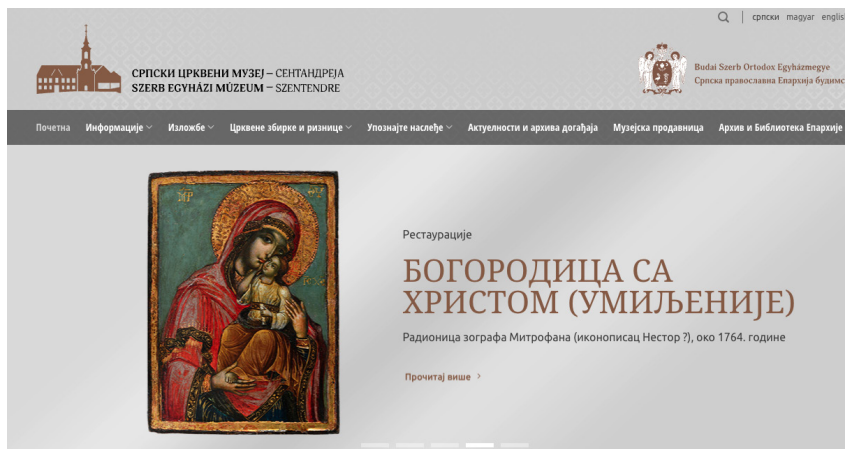 српски magyar
СРПСКИ ЦРКВЕНИ МУЗЕЈ – СЕНТАНДРЕЈА
SZERB EGYHÁZI MÚZEUM – SZENTENDRE
Budai Szerb Ortodox Egyházmegye
Српска православна Епархија
Почетна Информације Изложбе Црквене збирке и ризнице Упознајте наслеђе Актуелности и архива догађаја Музејска продавница Архив и Библиотека Епархије
Рестаурације
БОГОРОДИЦА СА
ХРИСТОМ (УМИЉЕНИЈЕ)
Радионица зографа Митрофана (иконописац Нестор ?), око 1764. године
Прочитај више